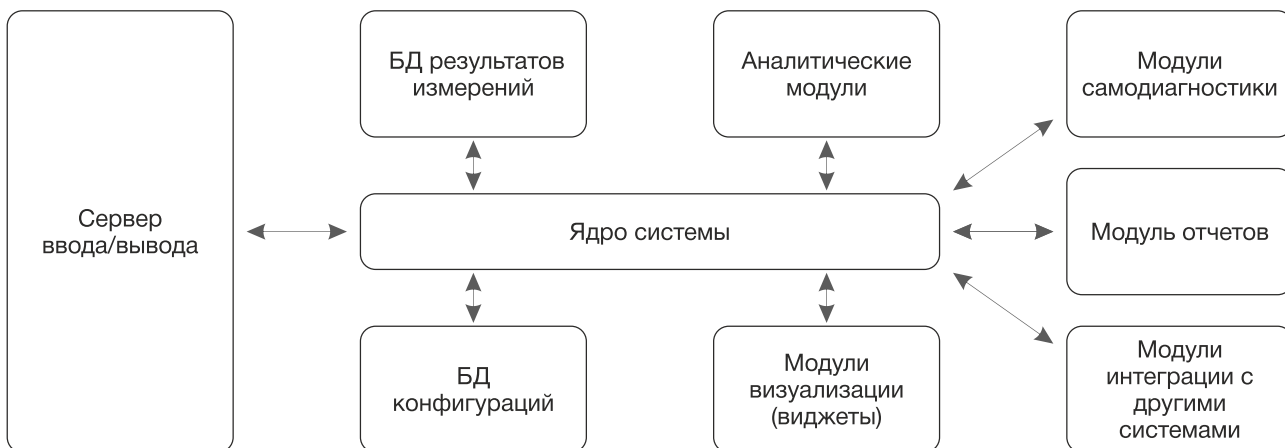 БД результатов
измерений
Аналитические
модули
Модули
самодиагностики
Сервер
ввода/вывода
Ядро системы
Модуль отчетов
БД
конфигураций
Модули
визуализации
(виджеты)
Модули
интеграции с
другими
системами